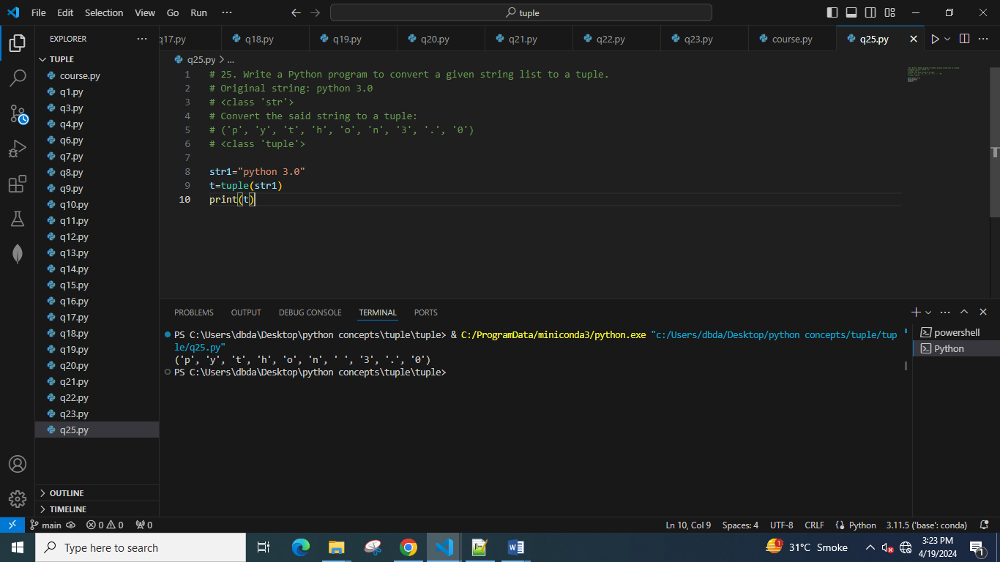 File Edit Selection View Go Run ··· tuple
EXPLORER ···
TUPLE
course.py
q1.py
q3.py
q4.py
q6.py
q7.py
q8.py
q9.py
q10.py
q11.py
q12.py
q13.py
q14.py
q15.py
q16.py
q17.py
q18.py
q19.py
q20.py
q21.py
q22.py
q23.py
q25.py
OUTLINE
TIMELINE
q17.py q18.py q19.py q20.py q21.py q22.py q23.py course.py q25.py
q25.py > ...
1 # 25. Write a Python program to convert a given string list to a tuple.
2 # Original string: python 3.0
3 # <class 'str'>
4 # Convert the said string to a tuple:
5 # ('p', 'y', 't', 'h', 'o', 'n', '3', '.', '0')
6 # <class 'tuple'>
7
8 str1="python 3.0"
9 t=tuple(str1)
10 print(t)
PROBLEMS OUTPUT DEBUG CONSOLE TERMINAL PORTS
PS C:\Users\dbda\Desktop\python concepts\tuple\tuple> & C:/ProgramData/miniconda3/python.exe "c:/Users/dbda/Desktop/python concepts/tuple/tup
le/q25.py"
('p', 'y', 't', 'h', 'o', 'n', ' ', '3', '.', '0')
PS C:\Users\dbda\Desktop\python concepts\tuple\tuple>
powershell
Python
main 0 0 0 Ln 10, Col 9 Spaces: 4 UTF-8 CRLF Python 3.11.5 ('base': conda)
Type here to search 1 31°C Smoke 3:23 PM
4/19/2024 1